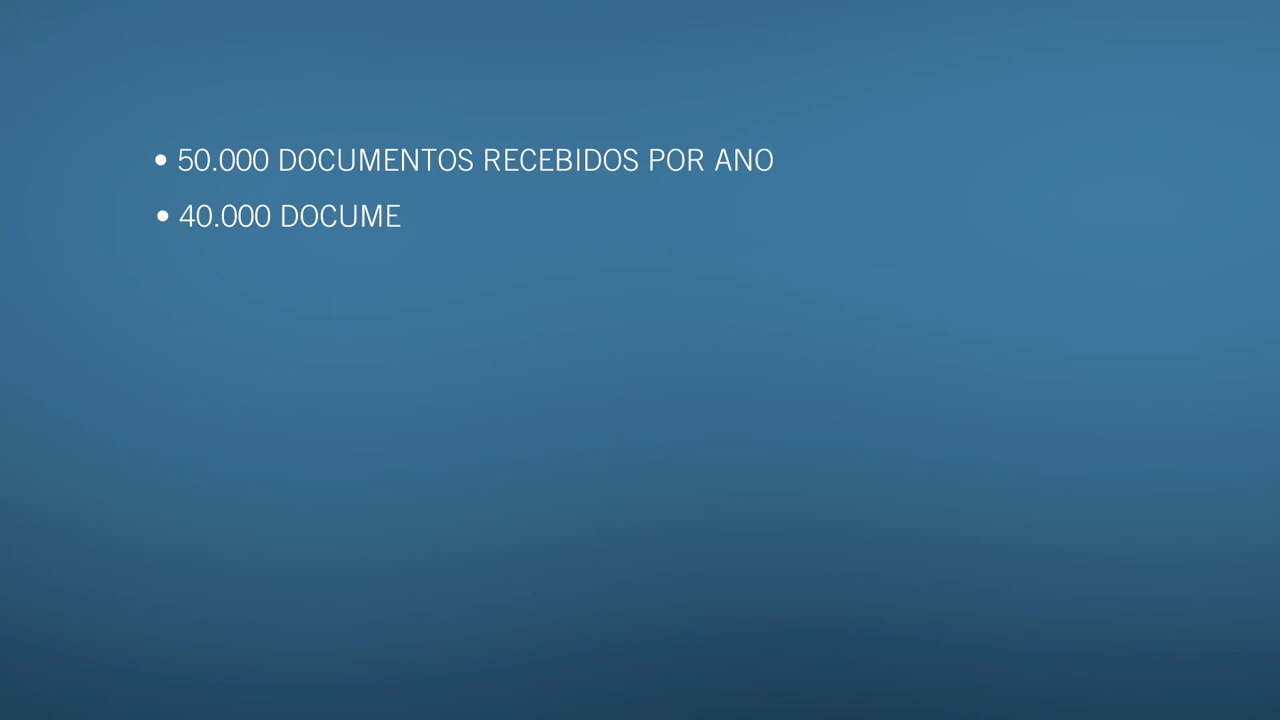 • 50.000 DOCUMENTOS RECEBIDOS POR ANO
• 40.000 DOCUME